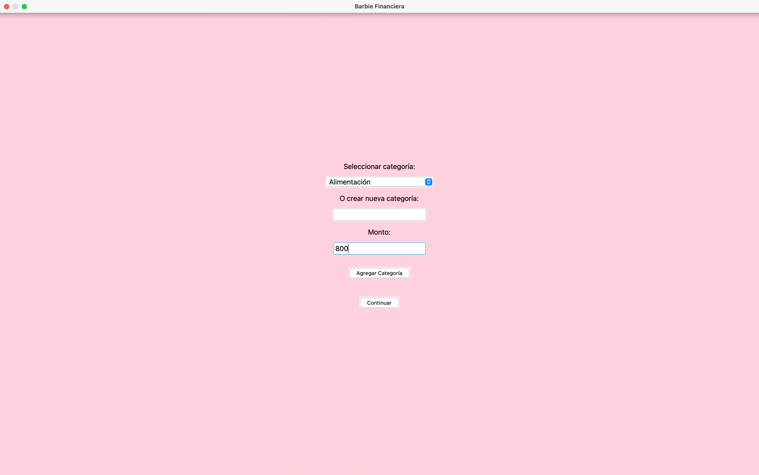 Barbie Financiera
Seleccionar categoría:
Alimentación
O crear nueva categoría:
Monto:
800
Agregar Categoría
Continuar